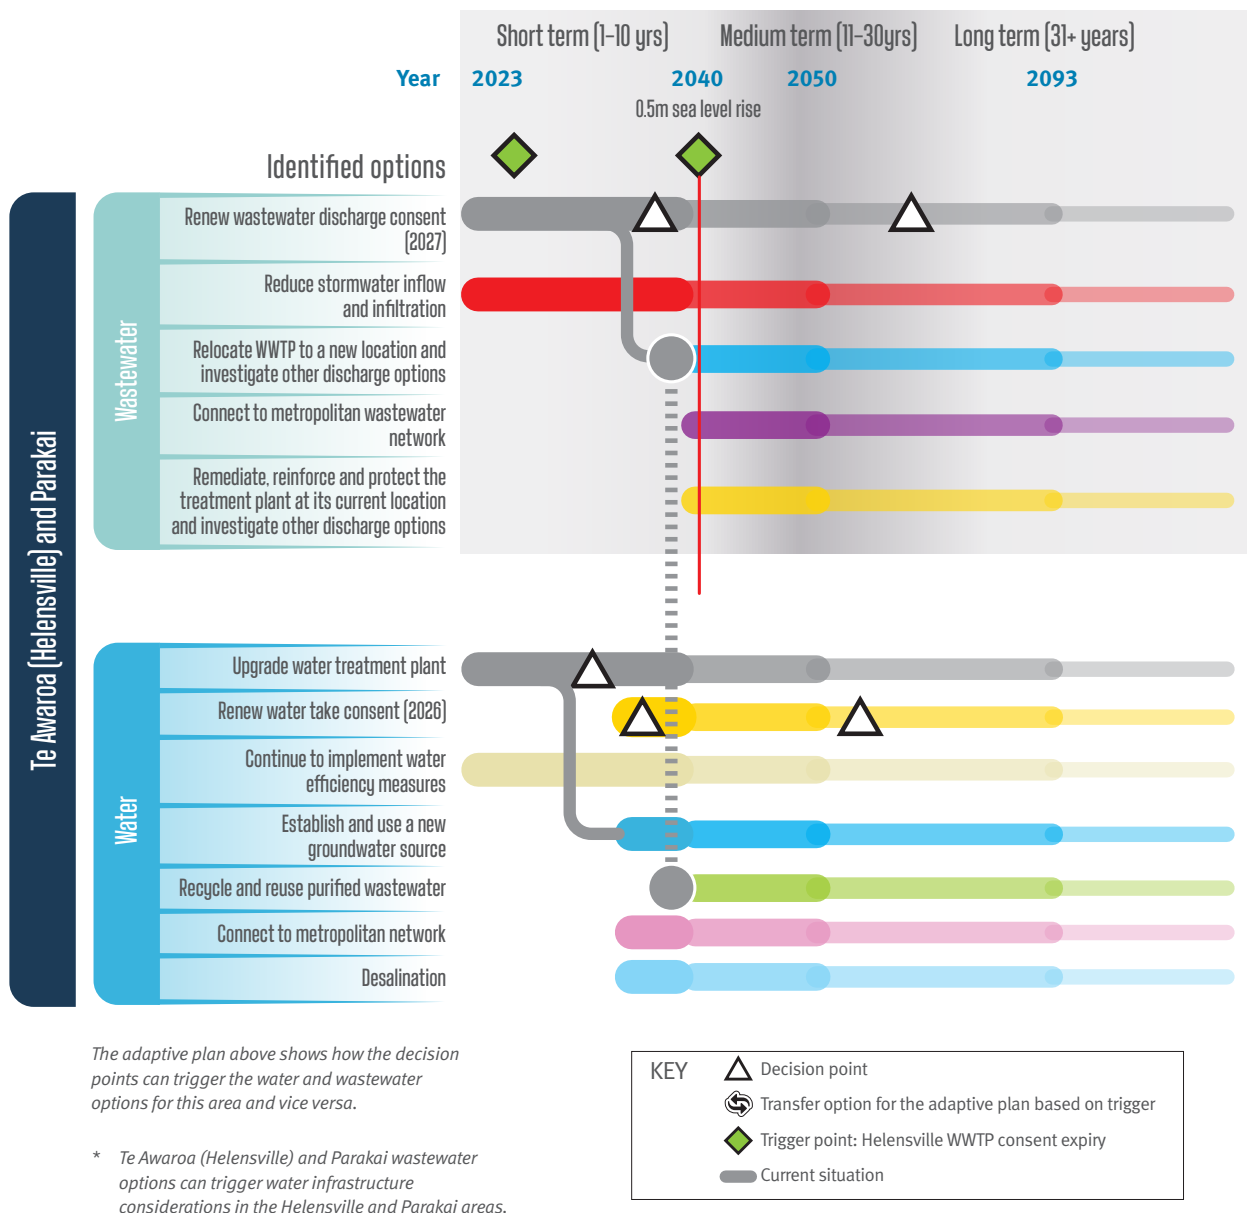 Short term (1–10 yrs)
Medium term (11–30yrs)
Long term (31+ years)
Year
2023
2040
2050
2093
0.5m sea level rise
Identified options
Te Awaroa (Helensville) and Parakai
Wastewater
Renew wastewater discharge consent
(2027)
Reduce stormwater inflow
and infiltration
Relocate WWTP to a new location and
investigate other discharge options
Connect to metropolitan wastewater
network
Remediate, reinforce and protect the
treatment plant at its current location
and investigate other discharge options
Water
Upgrade water treatment plant
Renew water take consent (2026)
Continue to implement water
efficiency measures
Establish and use a new
groundwater source
Recycle and reuse purified wastewater
Connect to metropolitan network
Desalination
The adaptive plan above shows how the decision
points can trigger the water and wastewater
options for this area and vice versa.
* Te Awaroa (Helensville) and Parakai wastewater
options can trigger water infrastructure
considerations in the Helensville and Parakai areas.
KEY
Decision point
Transfer option for the adaptive plan based on trigger
Trigger point: Helensville WWTP consent expiry
Current situation